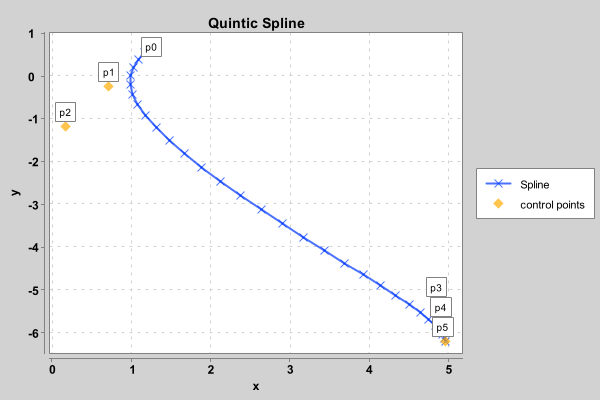 Quintic Spline
1
0
-1
-2
-3
-4
-5
-6
y
p0
p1
p2
p3
p4
p5
0 1 2 3 4 5
x
Spline
control points